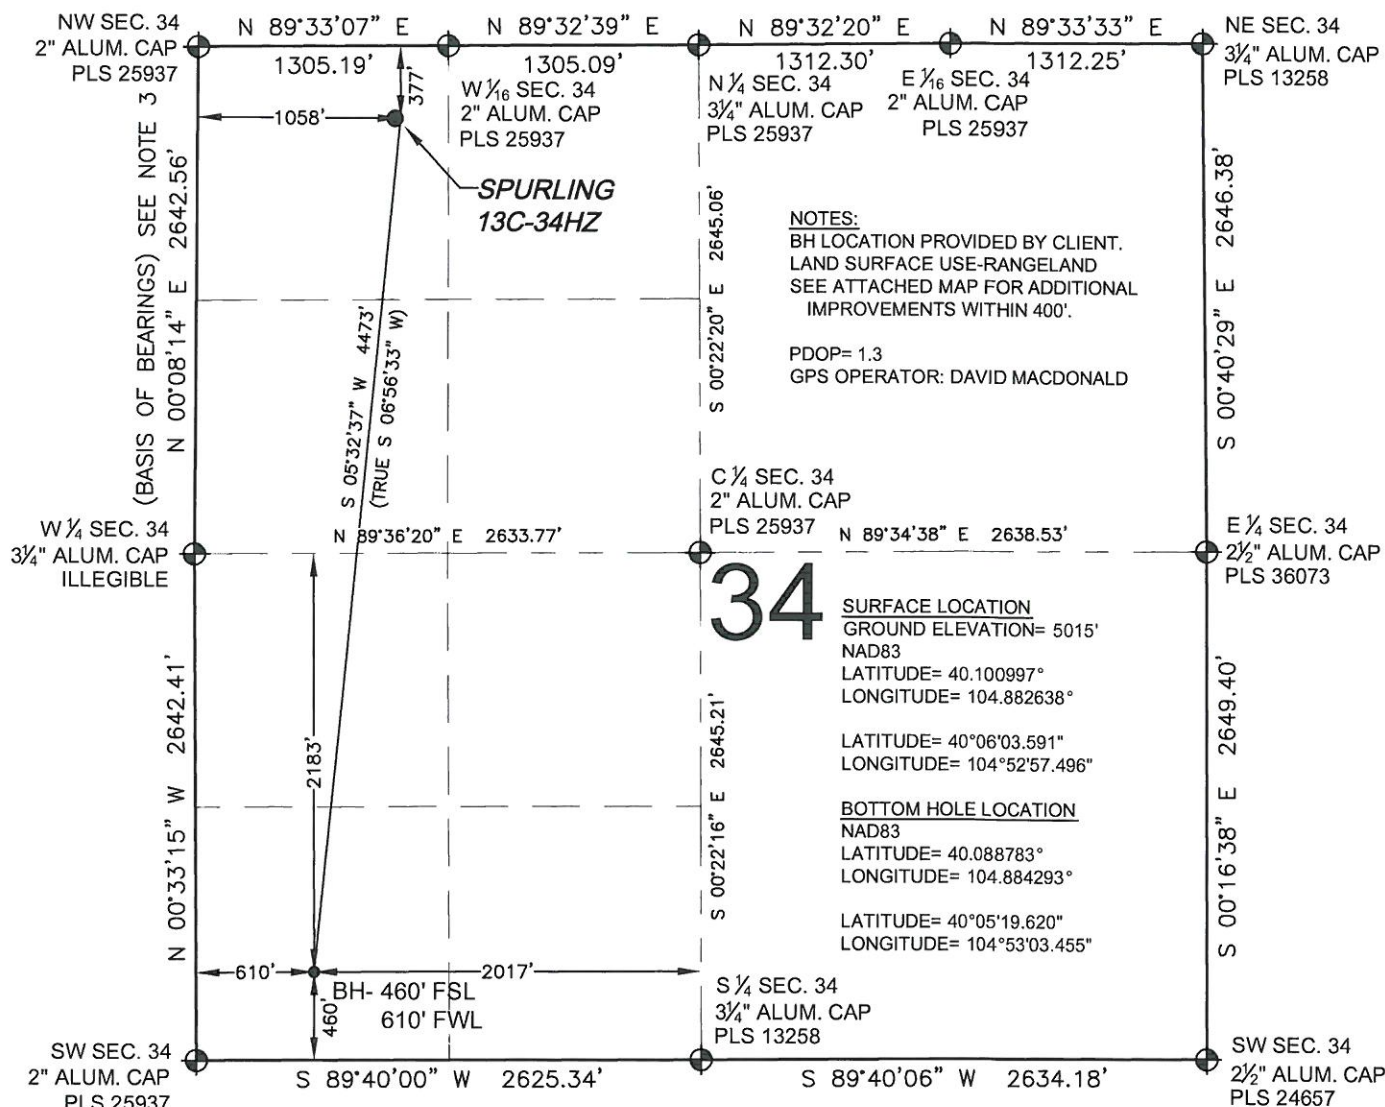 NW SEC. 34
2" ALUM. CAP
PLS 25937
N 89°33'07" E
1305.19'
N 89°32'39" E
1305.09'
N 89°32'20" E
1312.30'
N 89°33'33" E
1312.25'
NE SEC. 34
3¼" ALUM. CAP
PLS 13258
W 1⁄16 SEC. 34
2" ALUM. CAP
PLS 25937
N ¼ SEC. 34
3¼" ALUM. CAP
PLS 25937
E 1⁄16 SEC. 34
2" ALUM. CAP
PLS 25937
377'
1058'
SPURLING
13C-34HZ
(BASIS OF BEARINGS) SEE NOTE 3
N 00°08'14" E 2642.56'
S 00°22'20" E 2645.06'
S 00°40'29" E 2646.38'
NOTES:
BH LOCATION PROVIDED BY CLIENT.
LAND SURFACE USE-RANGELAND
SEE ATTACHED MAP FOR ADDITIONAL
IMPROVEMENTS WITHIN 400'.
PDOP= 1.3
GPS OPERATOR: DAVID MACDONALD
S 05°32'37" W 4473'
(TRUE S 06°56'33" W)
W ¼ SEC. 34
3¼" ALUM. CAP
ILLEGIBLE
N 89°36'20" E 2633.77'
C ¼ SEC. 34
2" ALUM. CAP
PLS 25937
N 89°34'38" E 2638.53'
E ¼ SEC. 34
2½" ALUM. CAP
PLS 36073
34
SURFACE LOCATION
GROUND ELEVATION= 5015'
NAD83
LATITUDE= 40.100997°
LONGITUDE= 104.882638°
LATITUDE= 40°06'03.591"
LONGITUDE= 104°52'57.496"
BOTTOM HOLE LOCATION
NAD83
LATITUDE= 40.088783°
LONGITUDE= 104.884293°
LATITUDE= 40°05'19.620"
LONGITUDE= 104°53'03.455"
N 00°33'15" W 2642.41'
2183'
S 00°22'16" E 2645.21'
S 00°16'38" E 2649.40'
610'
2017'
460'
BH- 460' FSL
610' FWL
S ¼ SEC. 34
3¼" ALUM. CAP
PLS 13258
SW SEC. 34
2" ALUM. CAP
PLS 25937
S 89°40'00" W 2625.34'
S 89°40'06" W 2634.18'
SW SEC. 34
2½" ALUM. CAP
PLS 24657